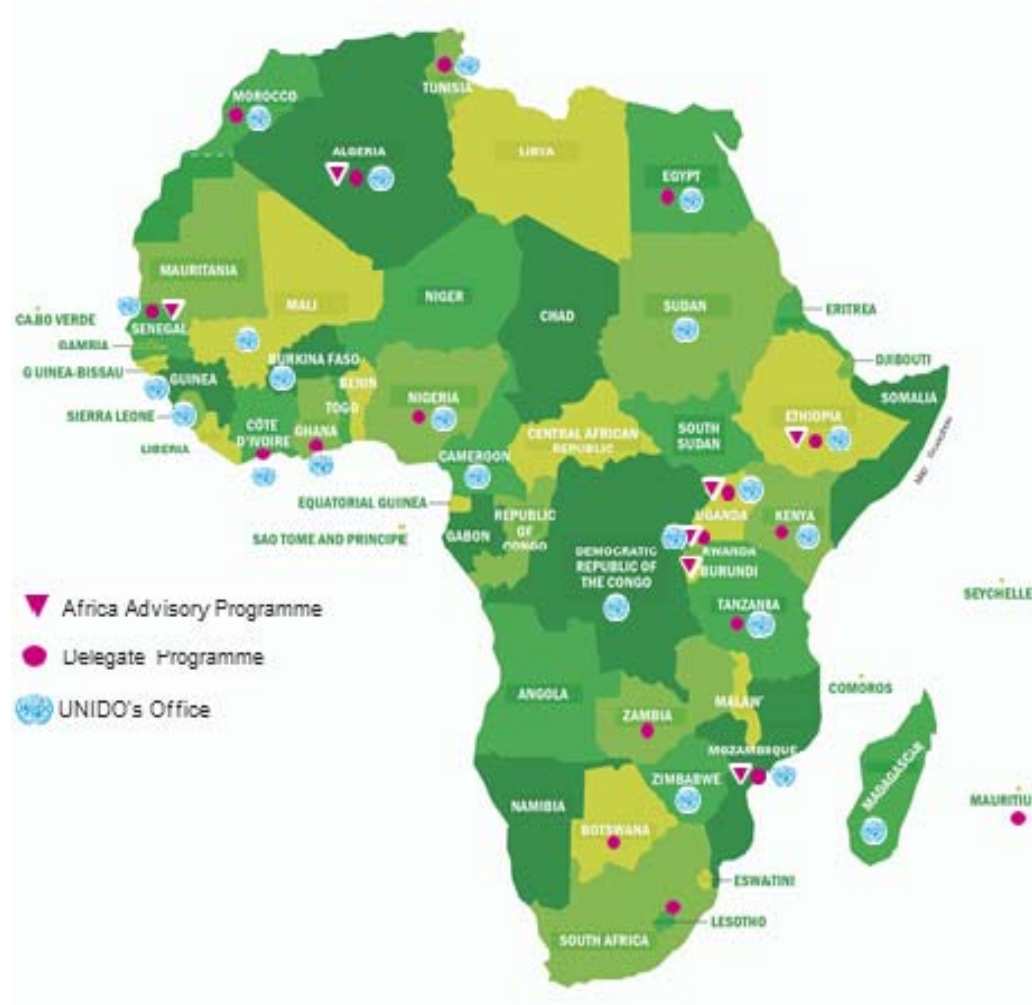 TUNISIA
MOROCCO
ALGERIA
LIBYA
EGYPT
MAURITANIA
MALI
NIGER
SUDAN
CHAD
ERITREA
CABO VERDE
SENEGAL
GAMBIA
DJIBOUTI
BURKINA FASO
GUINEA-BISSAU
GUINEA
BENIN
NIGERIA
SOMALIA
TOGO
SIERRA LEONE
CÔTE
D'IVOIRE
GHANA
ETHIOPIA
SOUTH
SUDAN
CENTRAL AFRICAN
REPUBLIC
LIBERIA
CAMEROON
EQUATORIAL GUINEA
REPUBLIC
OF
CONGO
UGANDA
KENYA
SAO TOME AND PRINCIPE
GABON
DEMOCRATIC
REPUBLIC OF
THE CONGO
RWANDA
BURUNDI
SEYCHELLE
Africa Advisory Programme
TANZANIA
Delegate Programme
COMOROS
ANGOLA
MALAW
UNIDO's Office
ZAMBIA
MOZAMBIQUE
MADAGASCAR
ZIMBABWE
NAMIBIA
MAURITIU
BOTSWANA
ESWATINI
LESOTHO
SOUTH AFRICA